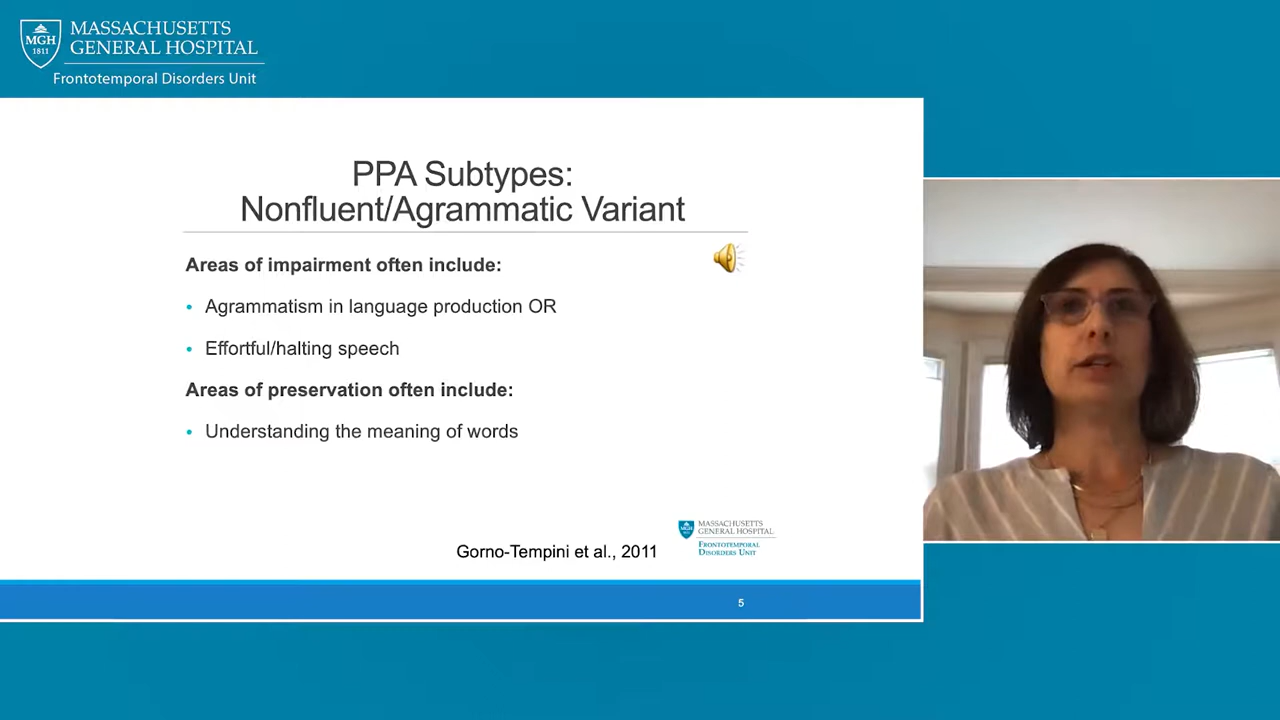 MGH
1811
MASSACHUSETTS
GENERAL HOSPITAL
Frontotemporal Disorders Unit
PPA Subtypes:
Nonfluent/Agrammatic Variant
Areas of impairment often include:
• Agrammatism in language production OR
• Effortful/halting speech
Areas of preservation often include:
• Understanding the meaning of words
Gorno-Tempini et al., 2011
MGH
MASSACHUSETTS
GENERAL HOSPITAL
FRONTOTEMPORAL
DISORDERS UNIT
5